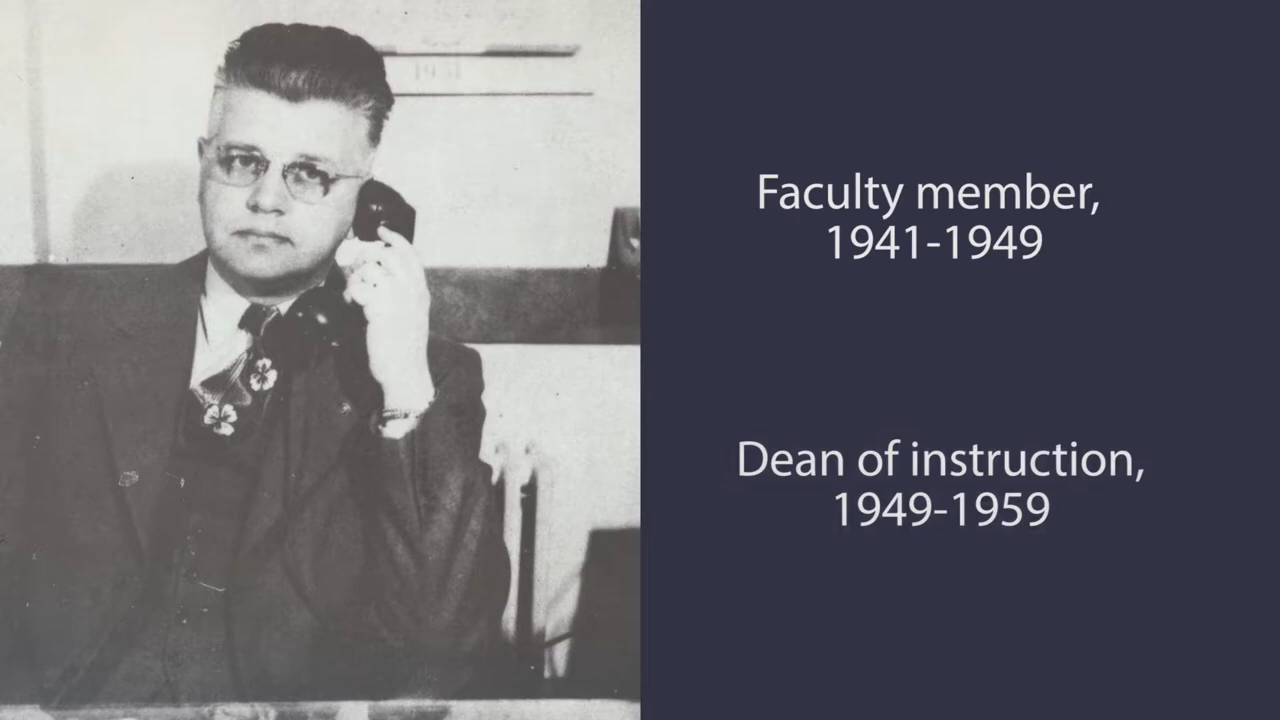 Faculty member,
1941-1949
Dean of instruction,
1949-1959